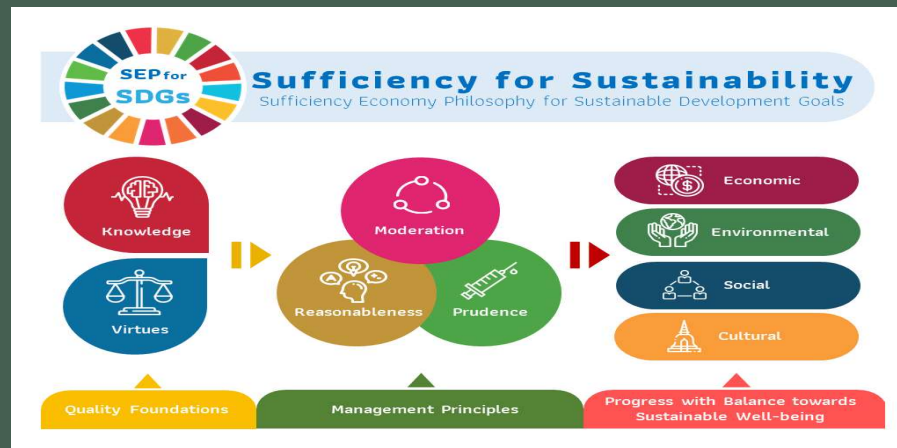 SEP for
SDGs
Sufficiency for Sustainability
Sufficiency Economy Philosophy for Sustainable Development Goals
Knowledge
Virtues
Moderation
Reasonableness
Prudence
Economic
Environmental
Social
Cultural
Quality Foundations
Management Principles
Progress with Balance towards
Sustainable Well-being